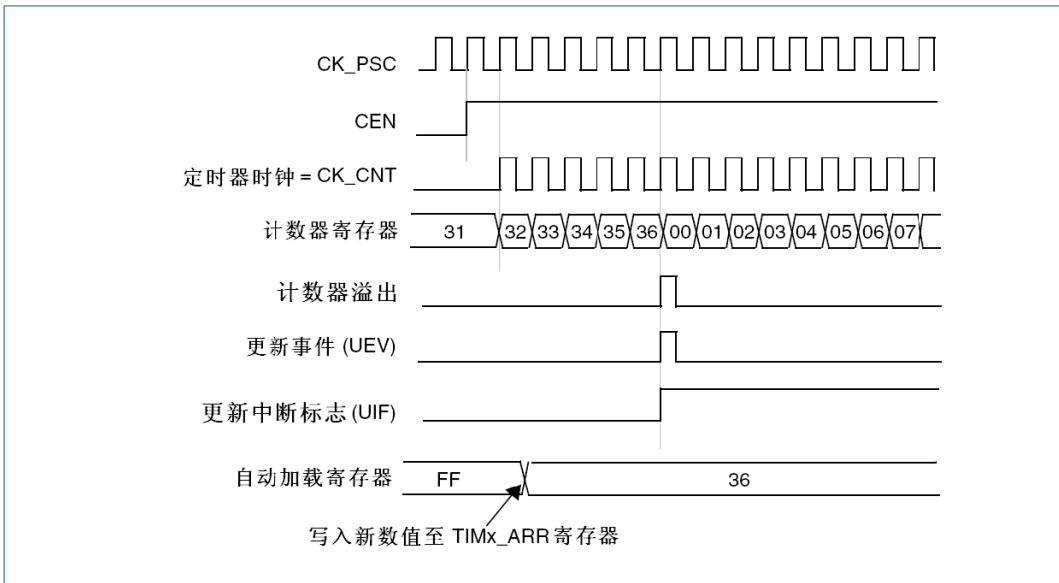 CK_PSC
CEN
定时器时钟 = CK_CNT
计数器寄存器 31 32 33 34 35 36 00 01 02 03 04 05 06 07
计数器溢出
更新事件 (UEV)
更新中断标志 (UIF)
自动加载寄存器 FF 36
写入新数值至 TIMx_ARR 寄存器